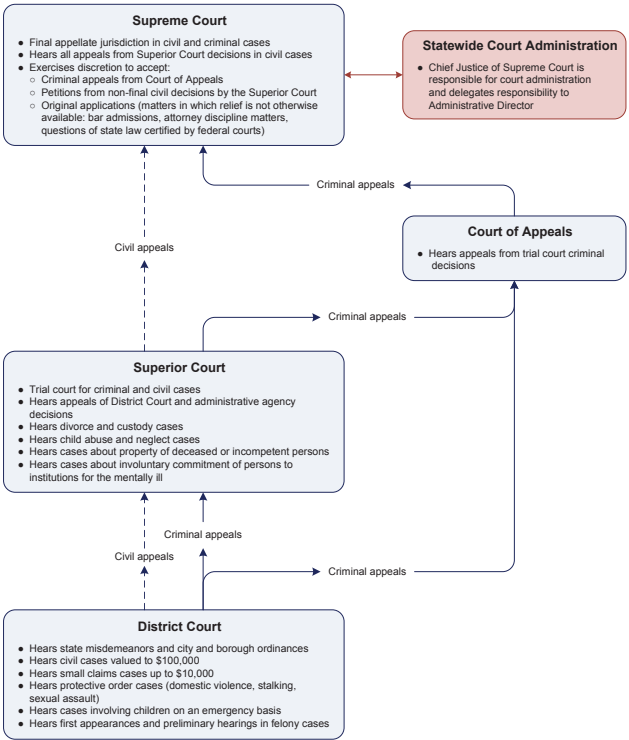 Supreme Court
● Final appellate jurisdiction in civil and criminal cases
● Hears all appeals from Superior Court decisions in civil cases
● Exercises discretion to accept:
○ Criminal appeals from Court of Appeals
○ Petitions from non-final civil decisions by the Superior Court
○ Original applications (matters in which relief is not otherwise
available: bar admissions, attorney discipline matters,
questions of state law certified by federal courts)
Statewide Court Administration
● Chief Justice of Supreme Court is
responsible for court administration
and delegates responsibility to
Administrative Director
Criminal appeals
Court of Appeals
● Hears appeals from trial court criminal
decisions
Civil appeals
Criminal appeals
Superior Court
● Trial court for criminal and civil cases
● Hears appeals of District Court and administrative agency
decisions
● Hears divorce and custody cases
● Hears child abuse and neglect cases
● Hears cases about property of deceased or incompetent persons
● Hears cases about involuntary commitment of persons to
institutions for the mentally ill
Criminal appeals
Civil appeals
Criminal appeals
District Court
● Hears state misdemeanors and city and borough ordinances
● Hears civil cases valued to $100,000
● Hears small claims cases up to $10,000
● Hears protective order cases (domestic violence, stalking,
sexual assault)
● Hears cases involving children on an emergency basis
● Hears first appearances and preliminary hearings in felony cases